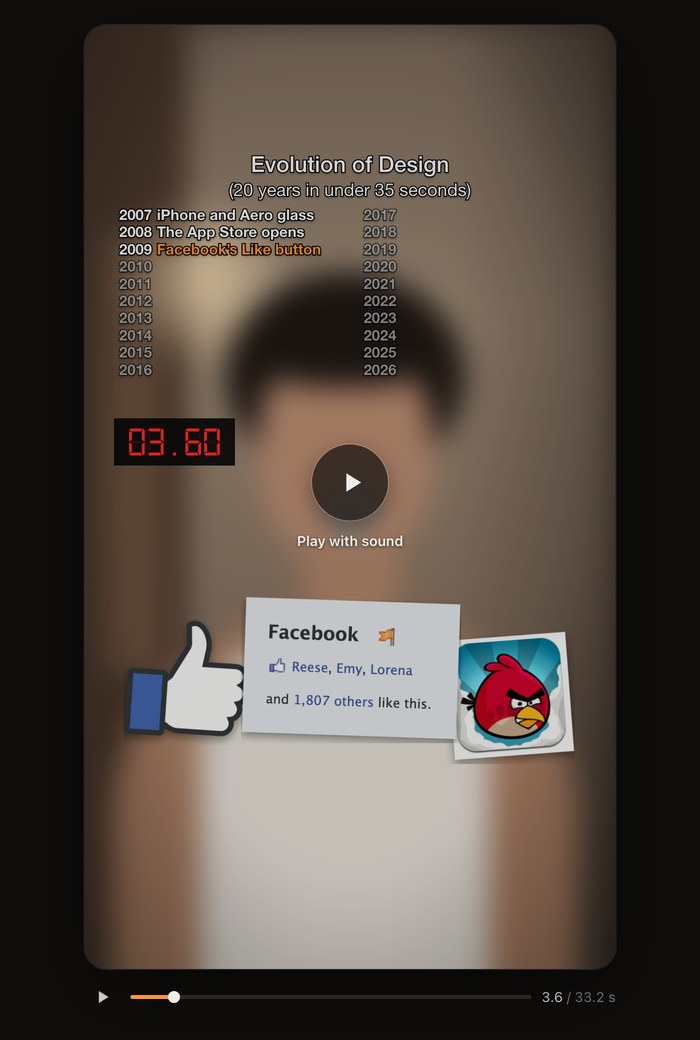 Evolution of Design
(20 years in under 35 seconds)
2007 iPhone and Aero glass
2008 The App Store opens
2009 Facebook's Like button
2010
2011
2012
2013
2014
2015
2016
2017
2018
2019
2020
2021
2022
2023
2024
2025
2026
03.60
Play with sound
Facebook
Reese, Emy, Lorena
and 1,807 others like this.
3.6 / 33.2 s